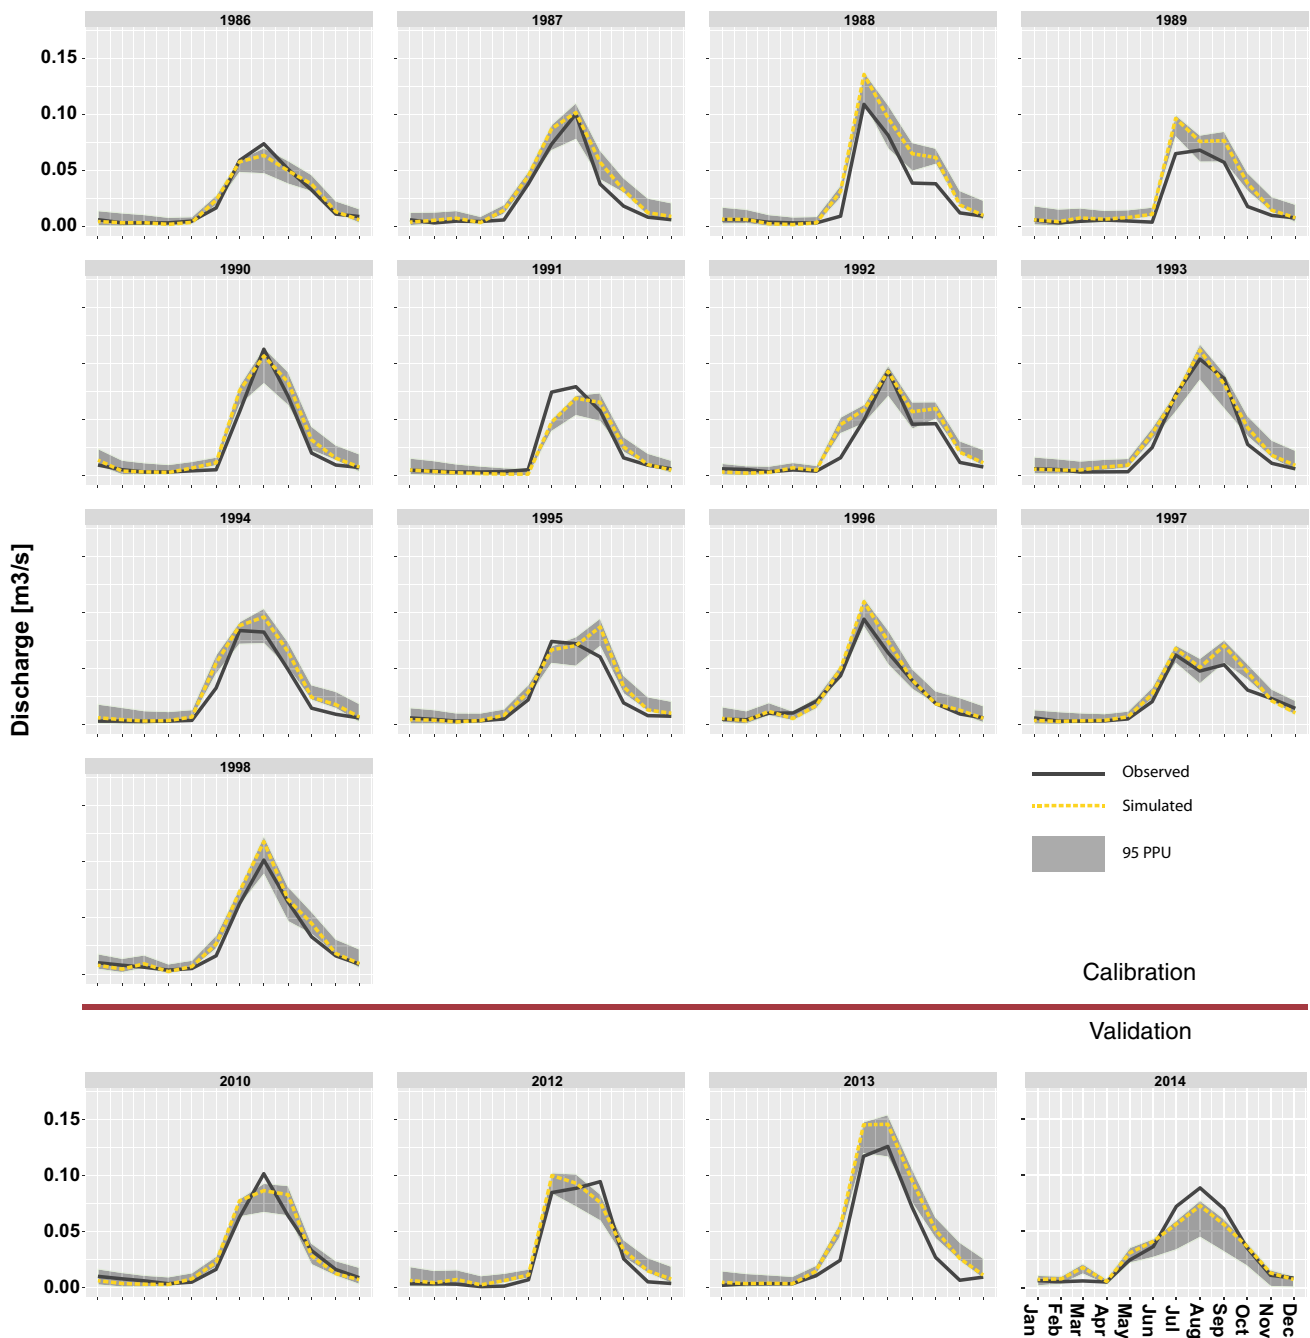 1986 1987 1988 1989
0.15
0.10
0.05
0.00
1990 1991 1992 1993
1994 1995 1996 1997
Discharge [m3/s]
1998
Observed
Simulated
95 PPU
Calibration
Validation
2010 2012 2013 2014
0.15
0.10
0.05
0.00
Jan Feb Mar Apr May Jun Jul Aug Sep Oct Nov Dec